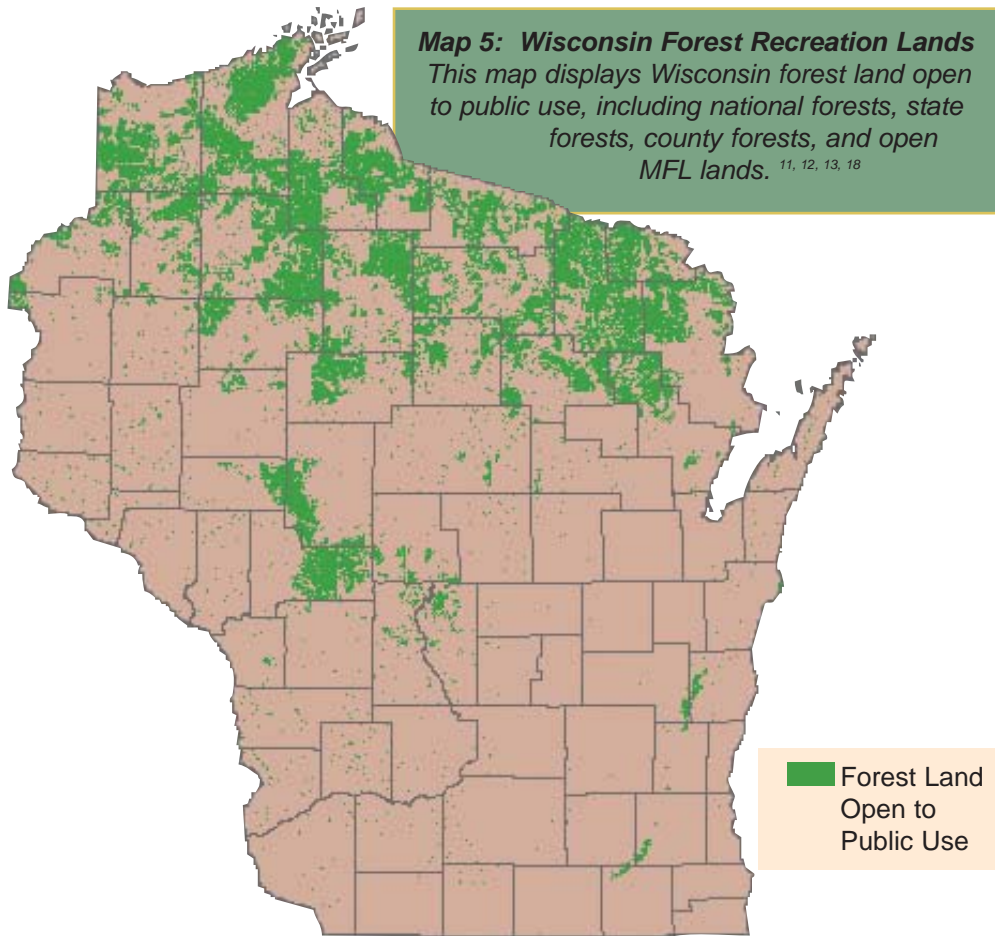 Map 5: Wisconsin Forest Recreation Lands
This map displays Wisconsin forest land open
to public use, including national forests, state
forests, county forests, and open
MFL lands. 11, 12, 13, 18
Forest Land
Open to
Public Use